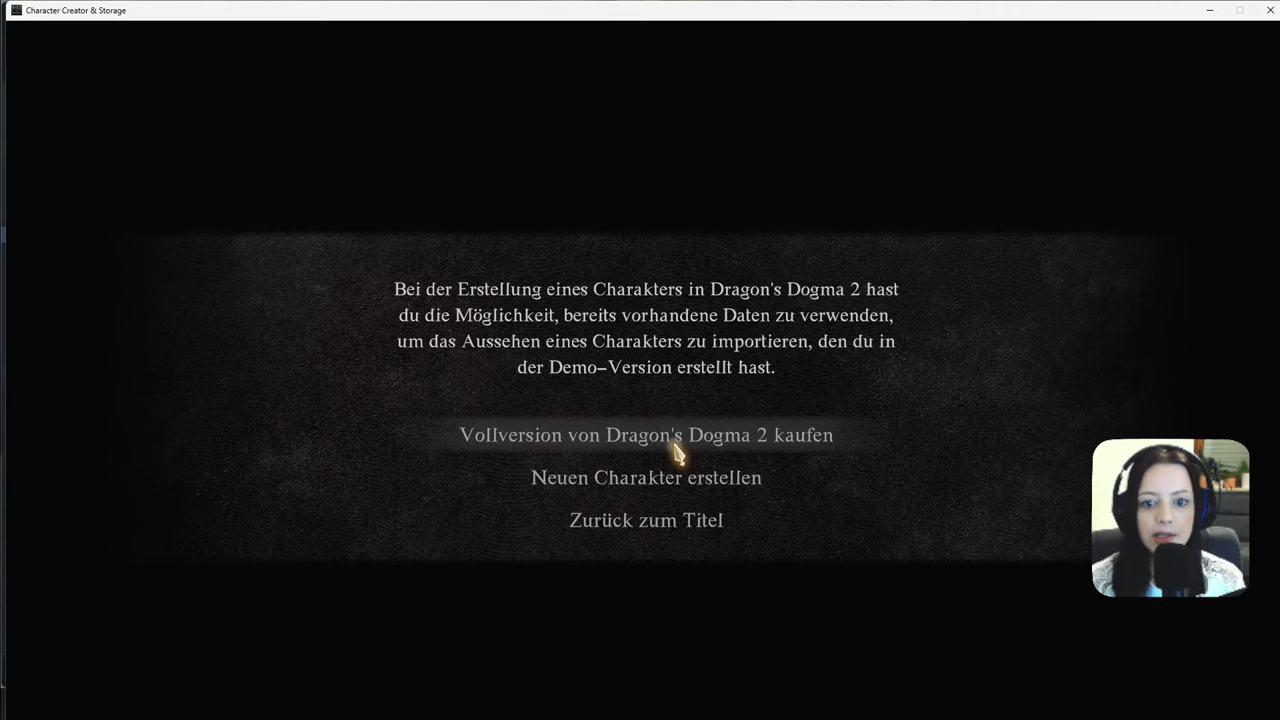 Character Creator & Storage
Bei der Erstellung eines Charakters in Dragon's Dogma 2 hast
du die Möglichkeit, bereits vorhandene Daten zu verwenden,
um das Aussehen eines Charakters zu importieren, den du in
der Demo-Version erstellt hast.
Vollversion von Dragon's Dogma 2 kaufen
Neuen Charakter erstellen
Zurück zum Titel